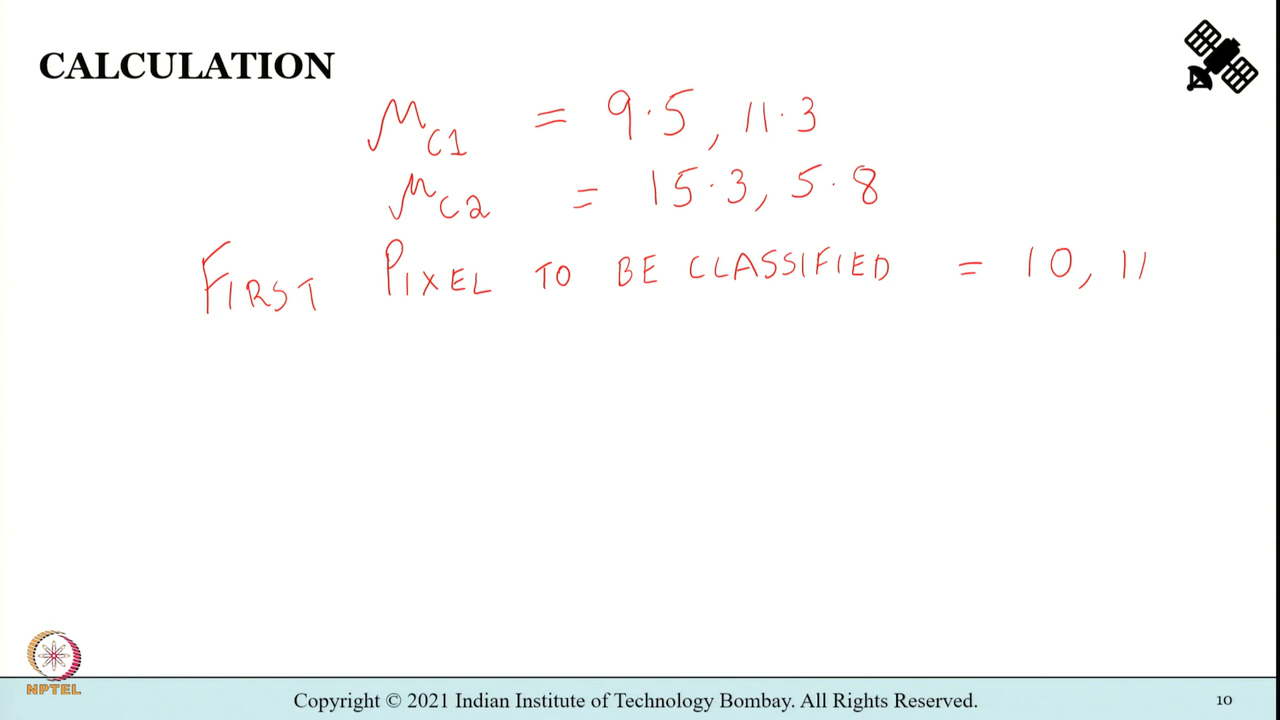 CALCULATION
μC1 = 9.5, 11.3
μC2 = 15.3, 5.8
FIRST PIXEL TO BE CLASSIFIED = 10, 11
NPTEL
Copyright © 2021 Indian Institute of Technology Bombay. All Rights Reserved.
10